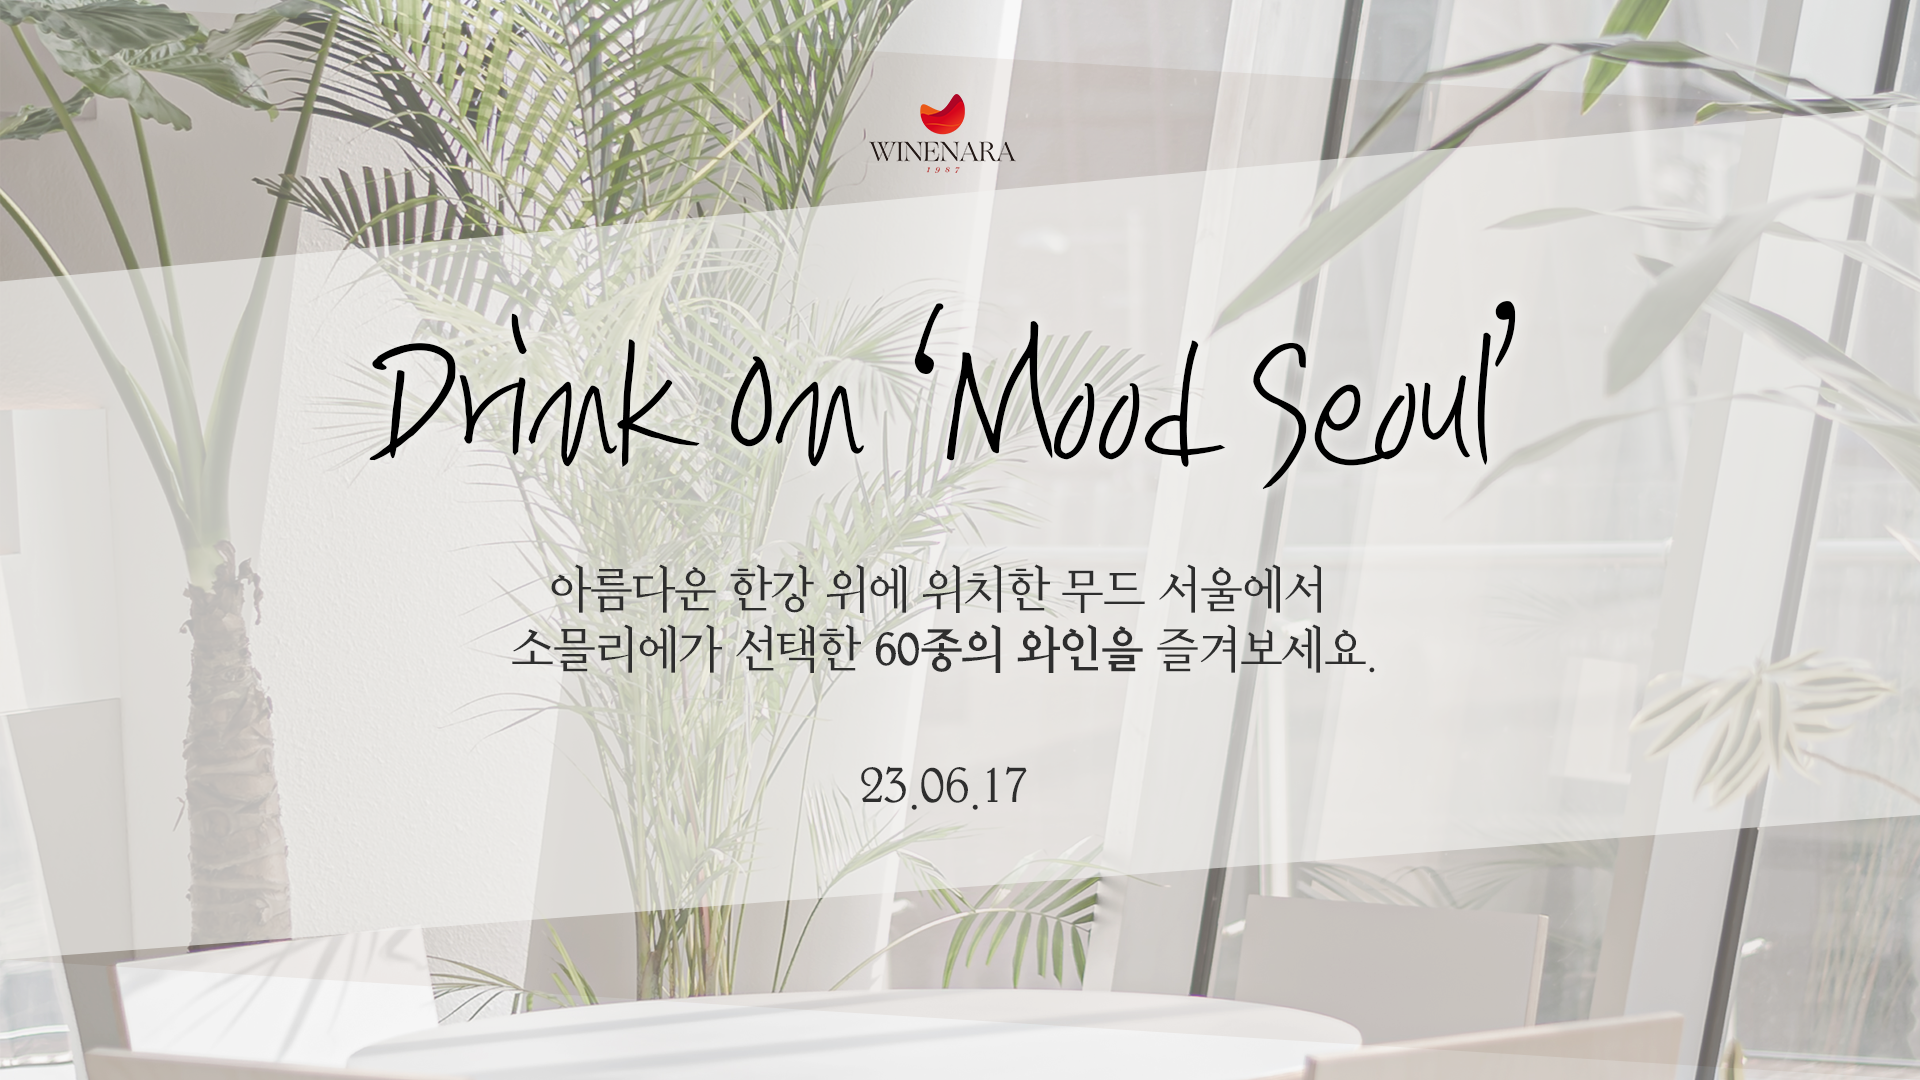 WINENARA
1987
Drink on ‘Mood Seoul’
아름다운 한강 위에 위치한 무드 서울에서
소믈리에가 선택한 60종의 와인을 즐겨보세요.
23.06.17